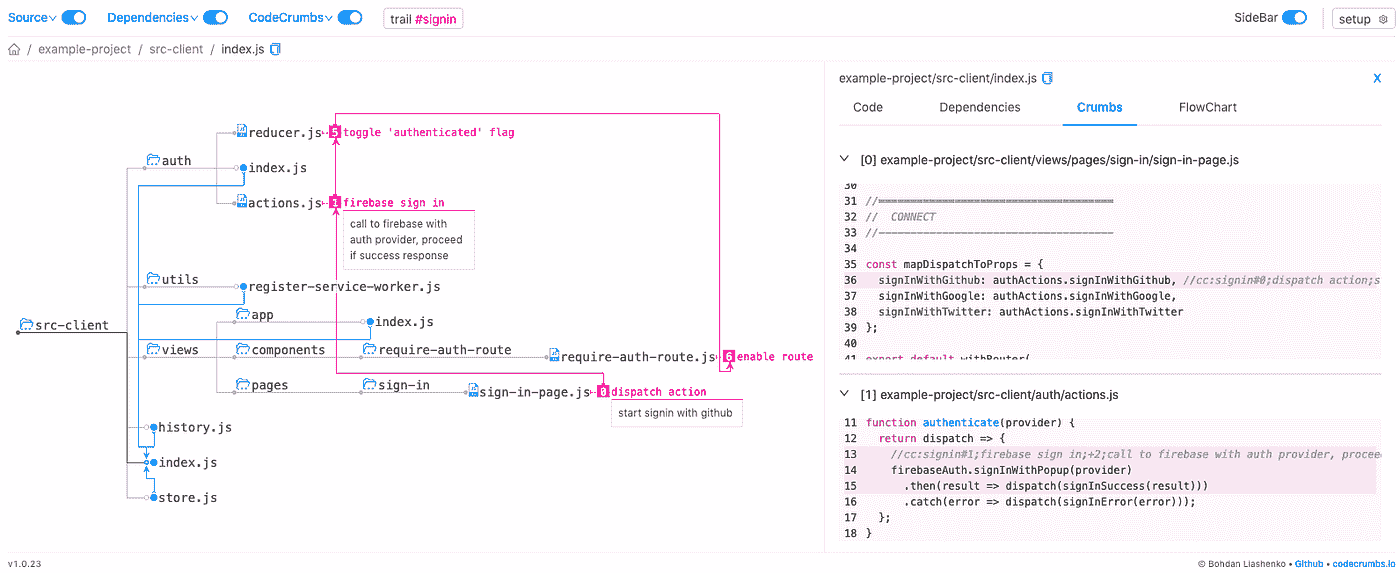 Source Dependencies CodeCrumbs trail #signin SideBar setup
/ example-project / src-client / index.js
example-project/src-client/index.js X
Code Dependencies Crumbs FlowChart
reducer.js 5 toggle 'authenticated' flag
auth
index.js
actions.js 1 firebase sign in
call to firebase with
auth provider, proceed
if success response
utils
register-service-worker.js
app
index.js
src-client
views components require-auth-route require-auth-route.js 6 enable route
pages sign-in sign-in-page.js 0 dispatch action
start signin with github
history.js
index.js
store.js
[0] example-project/src-client/views/pages/sign-in/sign-in-page.js
30
31 //===================================
32 // CONNECT
33 //-----------------------------------
34
35 const mapDispatchToProps = {
36 signInWithGithub: authActions.signInWithGithub, //cc:signin#0;dispatch action;s
37 signInWithGoogle: authActions.signInWithGoogle,
38 signInWithTwitter: authActions.signInWithTwitter
39 };
40
41 export default withRouter(
[1] example-project/src-client/auth/actions.js
11 function authenticate(provider) {
12 return dispatch => {
13 //cc:signin#1;firebase sign in;+2;call to firebase with auth provider, procee
14 firebaseAuth.signInWithPopup(provider)
15 .then(result => dispatch(signInSuccess(result)))
16 .catch(error => dispatch(signInError(error)));
17 };
18 }
v1.0.23 © Bohdan Liashenko • Github • codecrumbs.io